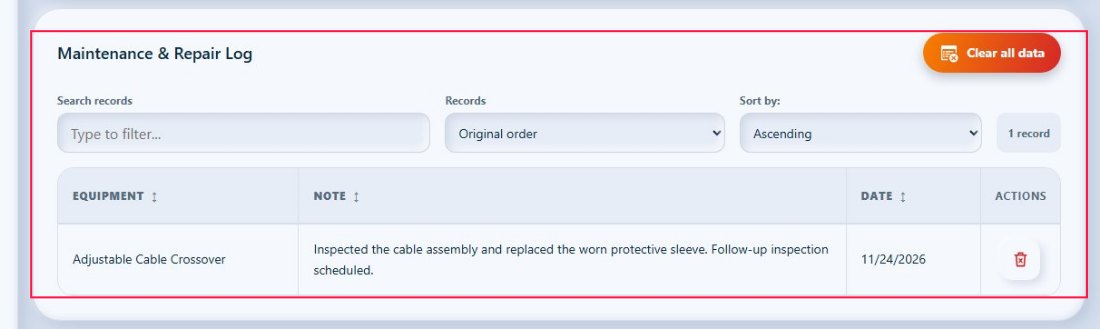 Maintenance & Repair Log
Clear all data
Search records
Records
Sort by:
Type to filter...
Original order
Ascending
1 record
EQUIPMENT ↕
NOTE ↕
DATE ↕
ACTIONS
Adjustable Cable Crossover
Inspected the cable assembly and replaced the worn protective sleeve. Follow-up inspection
scheduled.
11/24/2026